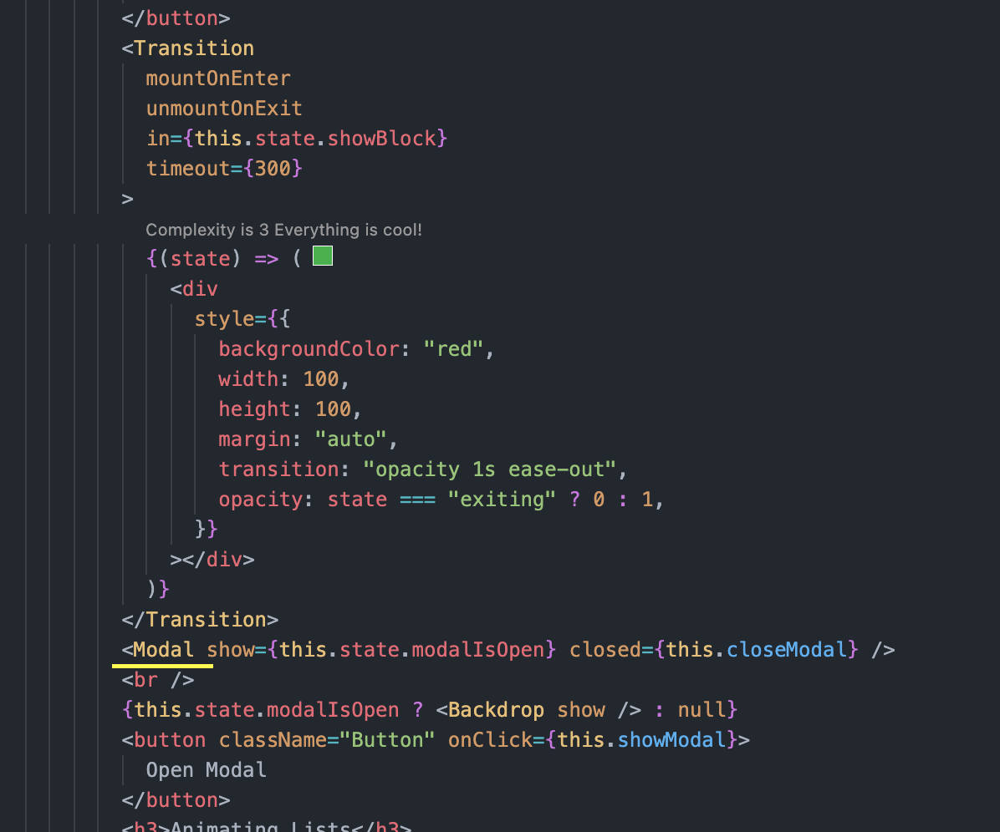 </button>
<Transition
mountOnEnter
unmountOnExit
in={this.state.showBlock}
timeout={300}
>
Complexity is 3 Everything is cool!
{(state) => (
<div
style={{
backgroundColor: "red",
width: 100,
height: 100,
margin: "auto",
transition: "opacity 1s ease-out",
opacity: state === "exiting" ? 0 : 1,
}}
></div>
)}
</Transition>
<Modal show={this.state.modalIsOpen} closed={this.closeModal} />
<br />
{this.state.modalIsOpen ? <Backdrop show /> : null}
<button className="Button" onClick={this.showModal}>
Open Modal
</button>
<h3>Animating Lists</h3>